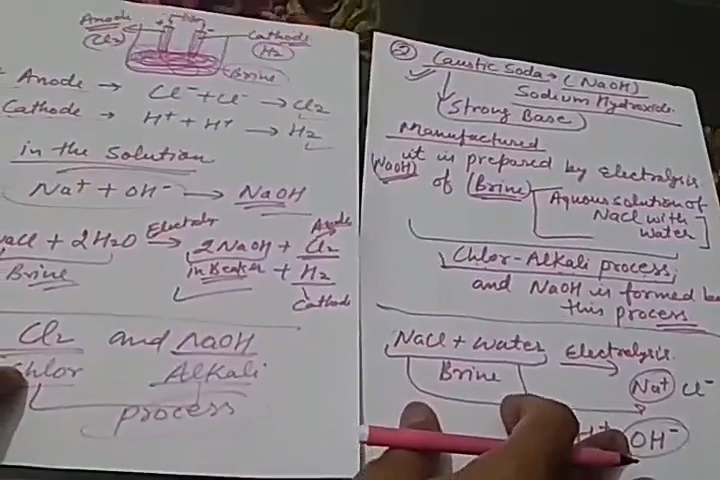 Anode
Cathode
Cl2
H2
Brine
Anode → Cl⁻ + Cl⁻ → Cl2
Cathode → H⁺ + H⁺ → H2
in the solution
Na⁺ + OH⁻ → NaOH
+ 2H2O → 2NaOH + Cl2
Anode
Brine
in Beaker + H2
Cathode
Cl2 and NaOH
Chlor Alkali
process
② Caustic Soda → (NaOH)
Sodium Hydroxide
Strong Base
Manufactured
(NaOH) it is prepared by Electrolysis
of (Brine) Aqueous solution of
NaCl with
water
Chlor-Alkali process
and NaOH is formed
this process
NaCl + water Electrolysis
Brine
Na⁺ Cl⁻
H⁺ OH⁻